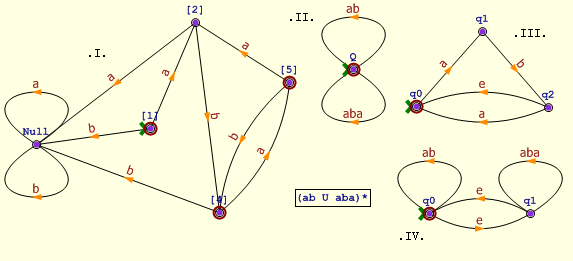 [2]
ab
.II.
q1
.III.
.I.
a
a
a
a
b
[5]
Q
a
e
q0
q2
a
[1]
b
Null
b
b
a
aba
b
b
[4]
(ab U aba)*
ab
aba
q0
e
q1
e
.IV.